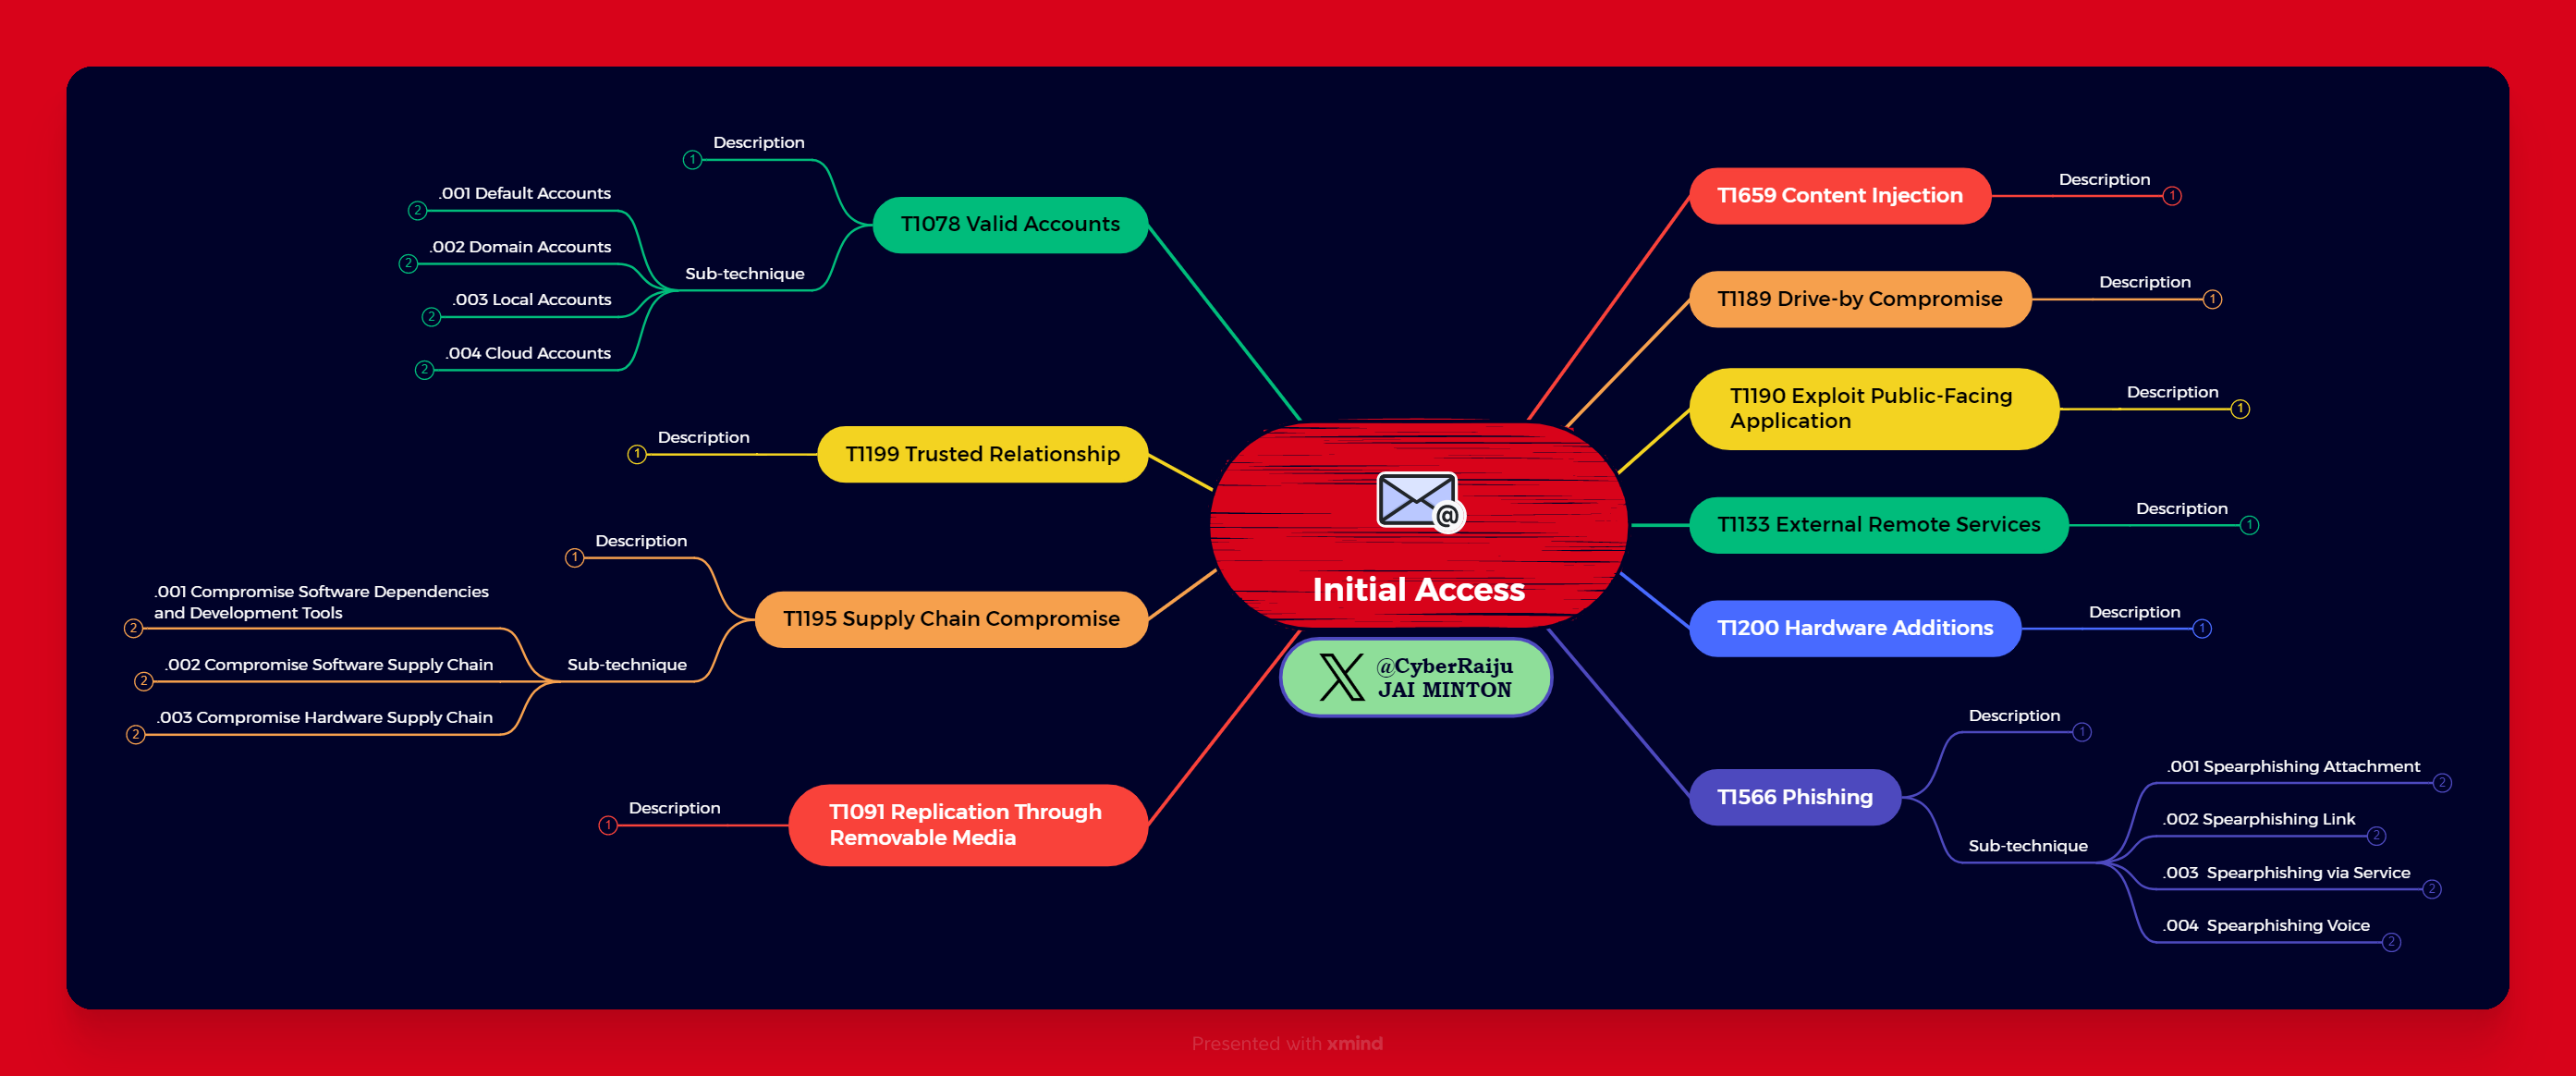 Description
1
.001 Default Accounts
2
.002 Domain Accounts
2
.003 Local Accounts
2
.004 Cloud Accounts
2
Sub-technique
T1078 Valid Accounts
Description
1
T1199 Trusted Relationship
Description
1
.001 Compromise Software Dependencies
and Development Tools
2
.002 Compromise Software Supply Chain
2
.003 Compromise Hardware Supply Chain
2
Sub-technique
T1195 Supply Chain Compromise
Description
1
T1091 Replication Through
Removable Media
@
Initial Access
@CyberRaiju
JAI MINTON
T1659 Content Injection
Description
1
T1189 Drive-by Compromise
Description
1
T1190 Exploit Public-Facing
Application
Description
1
T1133 External Remote Services
Description
1
T1200 Hardware Additions
Description
1
T1566 Phishing
Description
1
Sub-technique
.001 Spearphishing Attachment
2
.002 Spearphishing Link
2
.003 Spearphishing via Service
2
.004 Spearphishing Voice
2
Presented with xmind